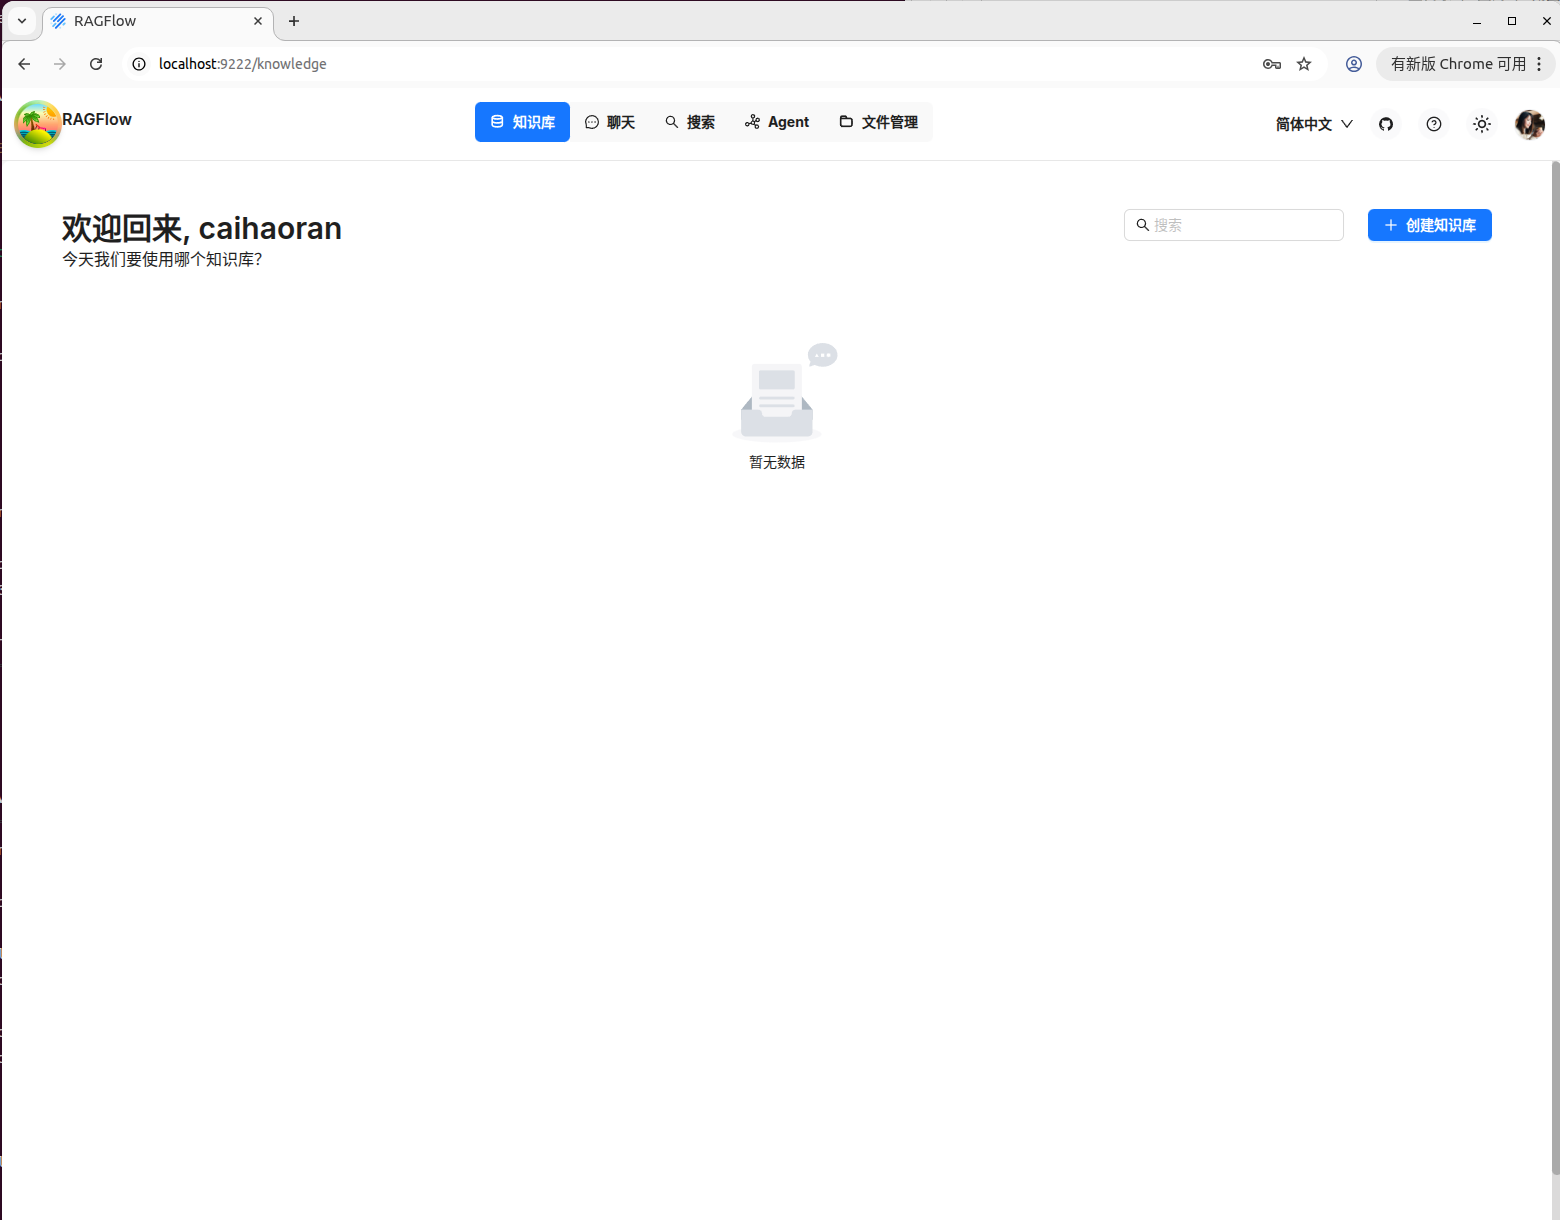 RAGFlow
localhost:9222/knowledge
有新版 Chrome 可用
RAGFlow
知识库
聊天
搜索
Agent
文件管理
简体中文
欢迎回来, caihaoran
今天我们要使用哪个知识库？
搜索
创建知识库
暂无数据